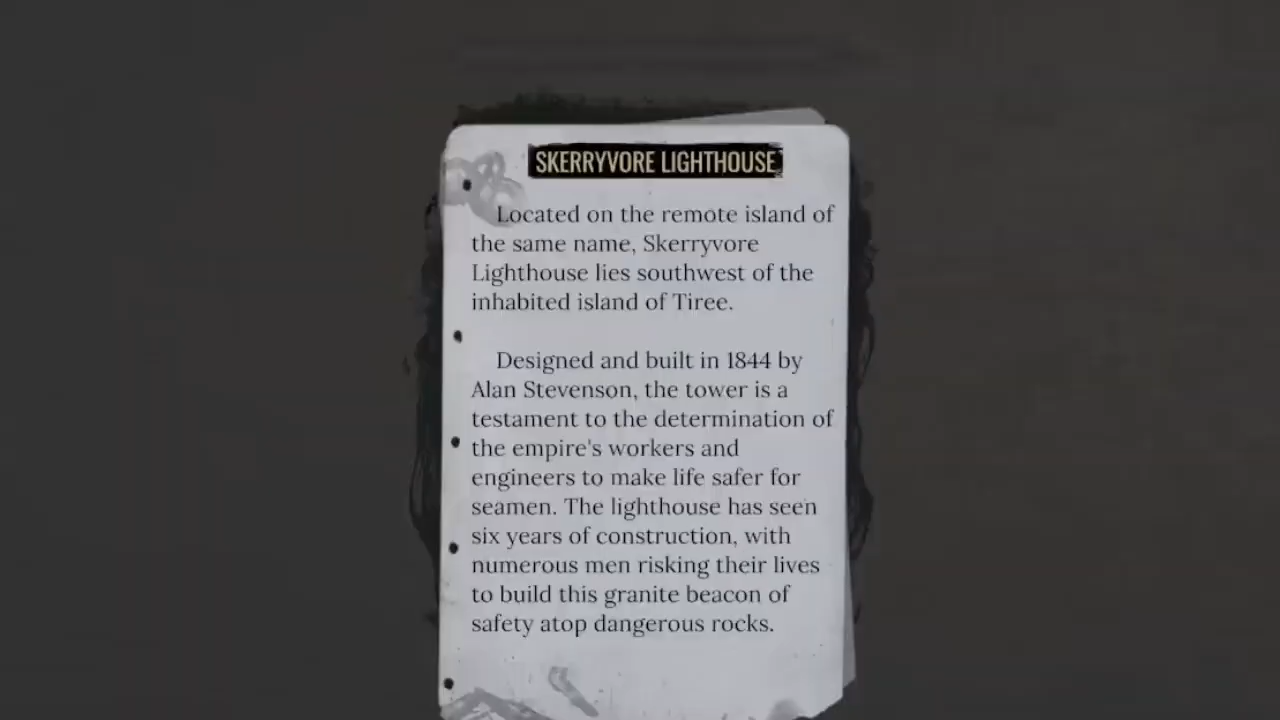 SKERRYVORE LIGHTHOUSE
Located on the remote island of
the same name, Skerryvore
Lighthouse lies southwest of the
inhabited island of Tiree.
Designed and built in 1844 by
Alan Stevenson, the tower is a
testament to the determination of
the empire's workers and
engineers to make life safer for
seamen. The lighthouse has seen
six years of construction, with
numerous men risking their lives
to build this granite beacon of
safety atop dangerous rocks.